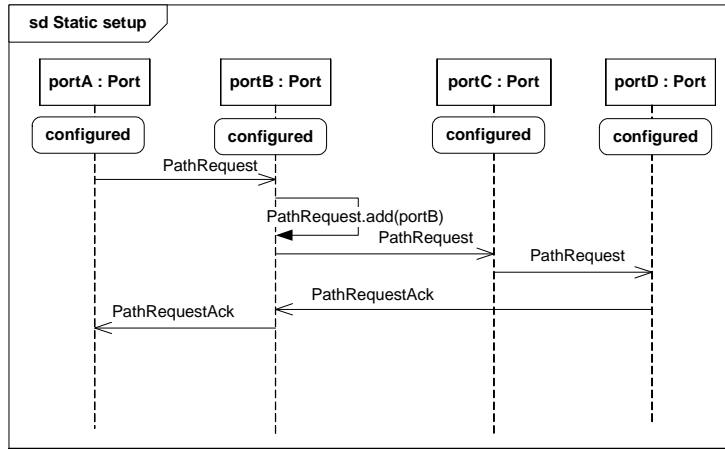 sd Static setup
portA : Port
portB : Port
portC : Port
portD : Port
configured
configured
configured
configured
PathRequest
PathRequest.add(portB)
PathRequest
PathRequest
PathRequestAck
PathRequestAck